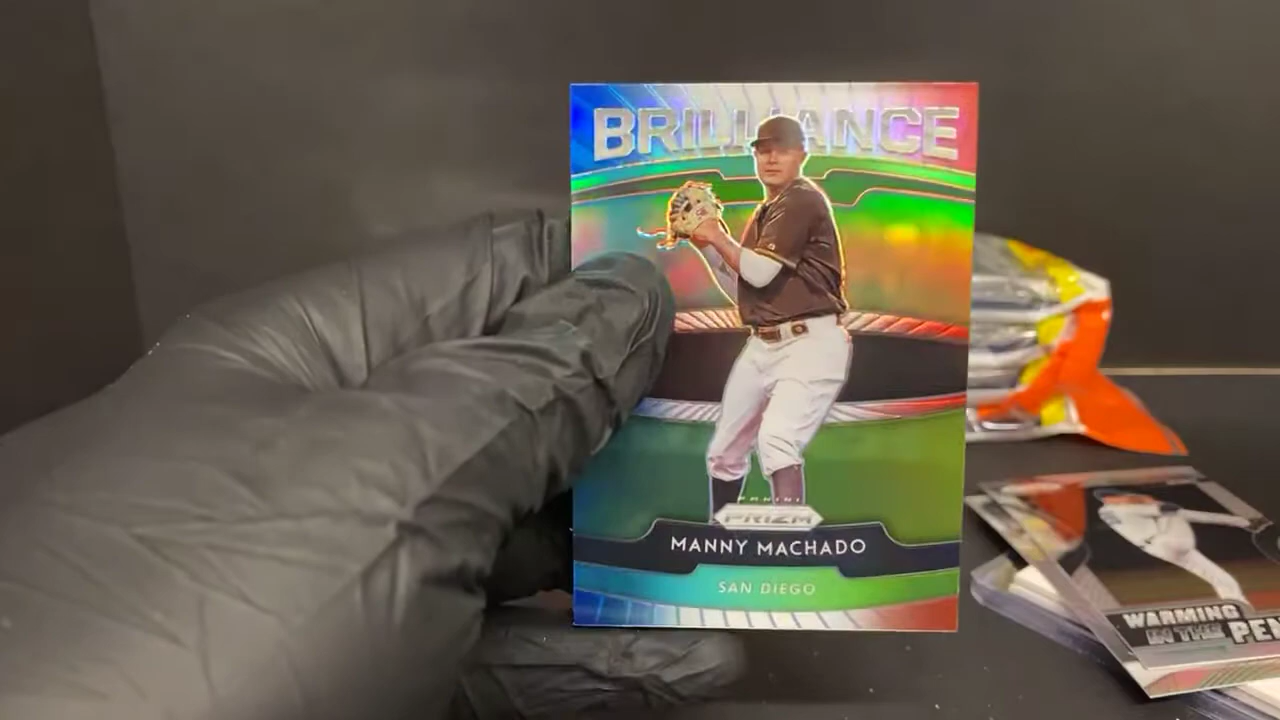 BRILLIANCE
PANINI
PRIZM
MANNY MACHADO
SAN DIEGO
WARMING
IN THE PEN